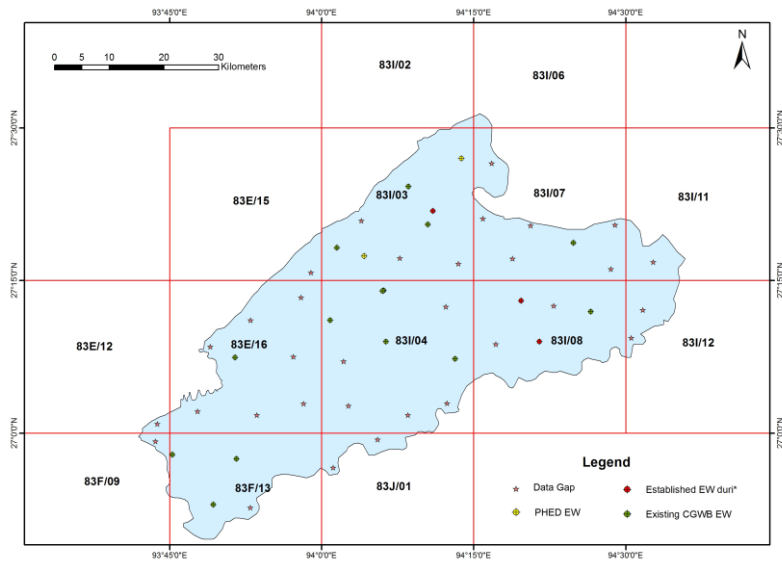 93°45'0"E 94°0'0"E 94°15'0"E 94°30'0"E
N
0 5 10 20 30
Kilometers
83I/02
83I/06
27°30'0"N 27°30'0"N
83E/15
83I/03
83I/07
83I/11
27°15'0"N 27°15'0"N
83E/12
83E/16
83I/04
83I/08
83I/12
27°0'0"N 27°0'0"N
83F/09
83F/13
83J/01
Legend
Data Gap
Established EW duri*
PHED EW
Existing CGWB EW
93°45'0"E 94°0'0"E 94°15'0"E 94°30'0"E